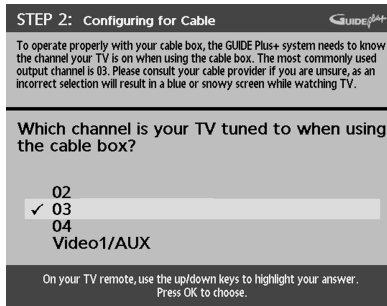 STEP 2: Configuring for Cable
GUIDE Plus+
To operate properly with your cable box, the GUIDE Plus+ system needs to know
the channel your TV is on when using the cable box. The most commonly used
output channel is 03. Please consult your cable provider if you are unsure, as an
incorrect selection will result in a blue or snowy screen while watching TV.
Which channel is your TV tuned to when using
the cable box?
02
✓ 03
04
Video1/AUX
On your TV remote, use the up/down keys to highlight your answer.
Press OK to choose.